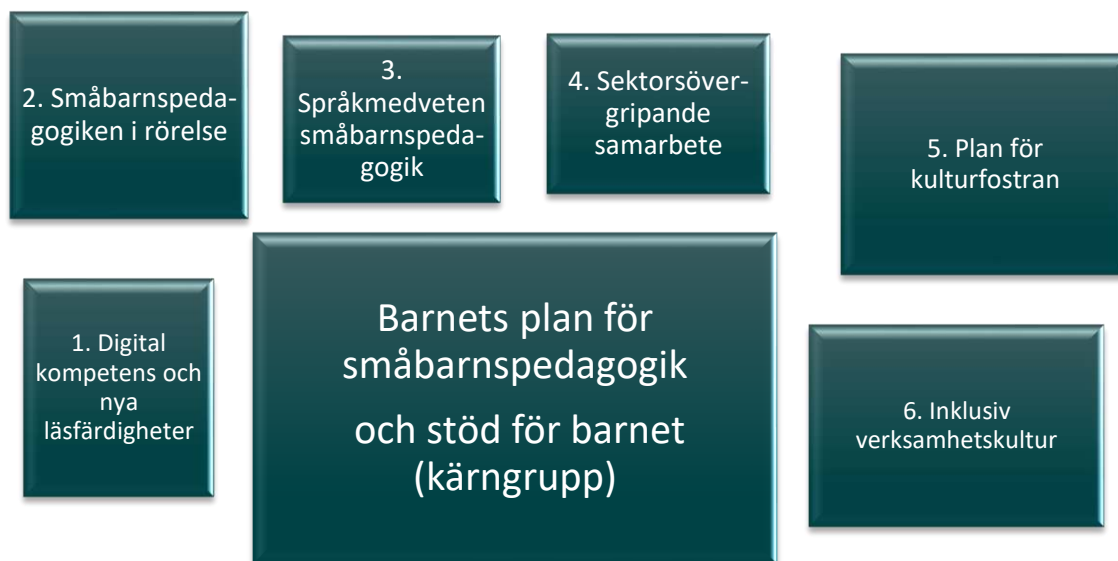 2. Småbarnspeda-
gogiken i rörelse
3.
Språkmedveten
småbarnspeda-
gogik
4. Sektorsöver-
gripande
samarbete
5. Plan för
kulturfostran
1. Digital
kompetens och
nya
läsfärdigheter
Barnets plan för
småbarnspedagogik
och stöd för barnet
(kärngrupp)
6. Inklusiv
verksamhetskultur